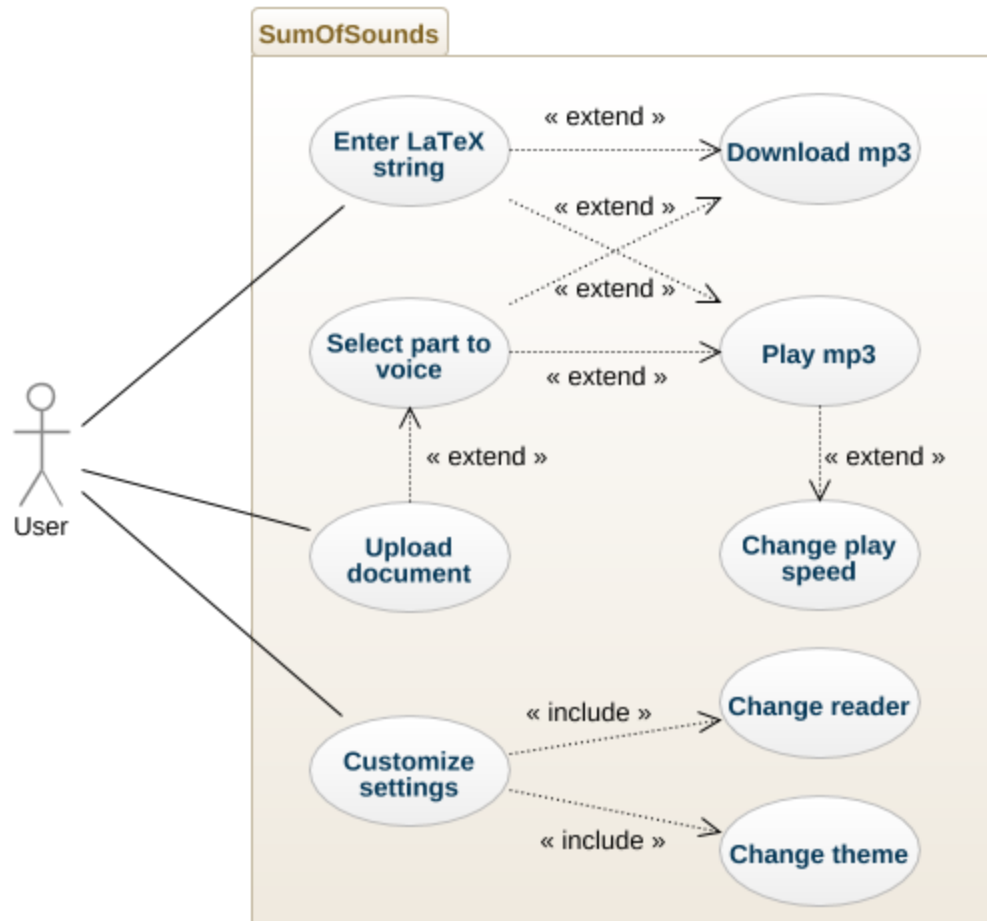 SumOfSounds
Enter LaTeX
string
« extend »
Download mp3
« extend »
« extend »
Select part to
voice
« extend »
Play mp3
« extend »
« extend »
User
Upload
document
Change play
speed
Customize
settings
« include »
Change reader
« include »
Change theme